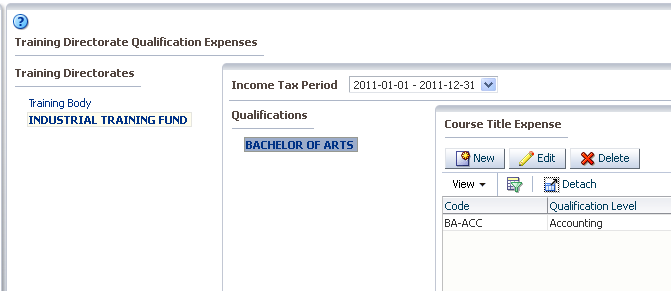 Training Directorate Qualification Expenses
Training Directorates
Training Body
INDUSTRIAL TRAINING FUND
Income Tax Period 2011-01-01 - 2011-12-31
Qualifications
BACHELOR OF ARTS
Course Title Expense
New Edit Delete
View Detach
Code Qualification Level
BA-ACC Accounting